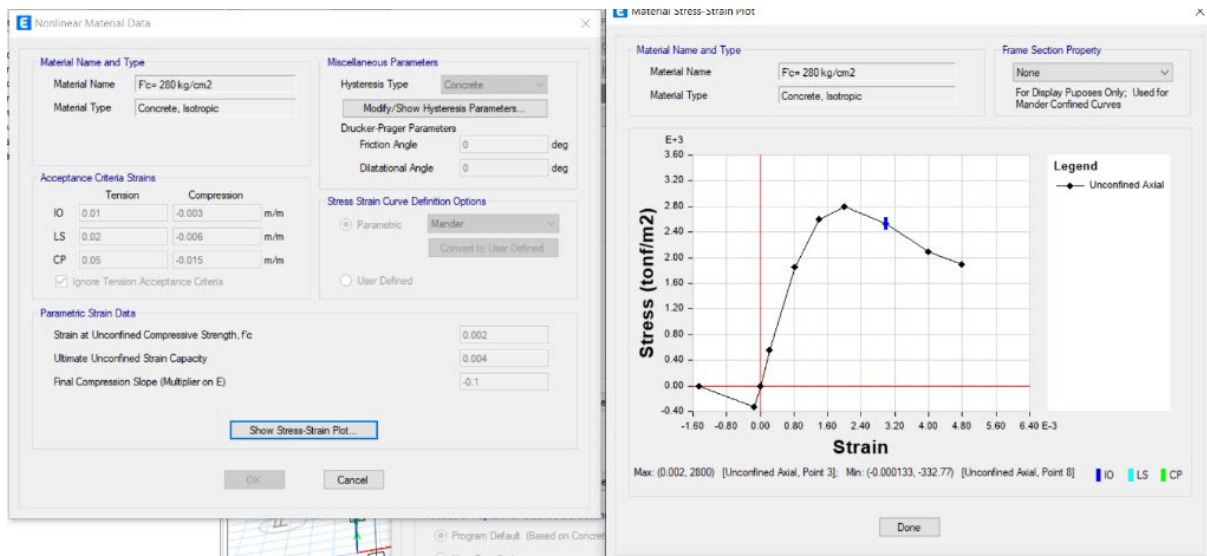 E Nonlinear Material Data
Material Name and Type
Material Name F'c= 280 kg/cm2
Material Type Concrete, Isotropic
Miscellaneous Parameters
Hysteresis Type Concrete
Modify/Show Hysteresis Parameters...
Drucker-Prager Parameters
Friction Angle 0 deg
Dilatational Angle 0 deg
Acceptance Criteria Strains
Tension Compression
IO 0.01 -0.003 m/m
LS 0.02 -0.006 m/m
CP 0.05 -0.015 m/m
Ignore Tension Acceptance Criteria
Stress Strain Curve Definition Options
Parametric Mander
Convert to User Defined
User Defined
Parametric Strain Data
Strain at Unconfined Compressive Strength, f'c 0.002
Ultimate Unconfined Strain Capacity 0.004
Final Compression Slope (Multiplier on E) -0.1
Show Stress-Strain Plot...
OK Cancel
Program Default (Based on Concret
E Material Stress-Strain Plot
Material Name and Type
Material Name F'c= 280 kg/cm2
Material Type Concrete, Isotropic
Frame Section Property
None
For Display Puposes Only; Used for
Mander Confined Curves
E+3
3.60
3.20
2.80
2.40
2.00
1.60
1.20
0.80
0.40
0.00
-0.40
Stress (tonf/m2)
-1.60 -0.80 0.00 0.80 1.60 2.40 3.20 4.00 4.80 5.60 6.40 E-3
Strain
Legend
Unconfined Axial
Max: (0.002, 2800) [Unconfined Axial, Point 3]; Min: (-0.000133, -332.77) [Unconfined Axial, Point 8]
IO LS CP
Done